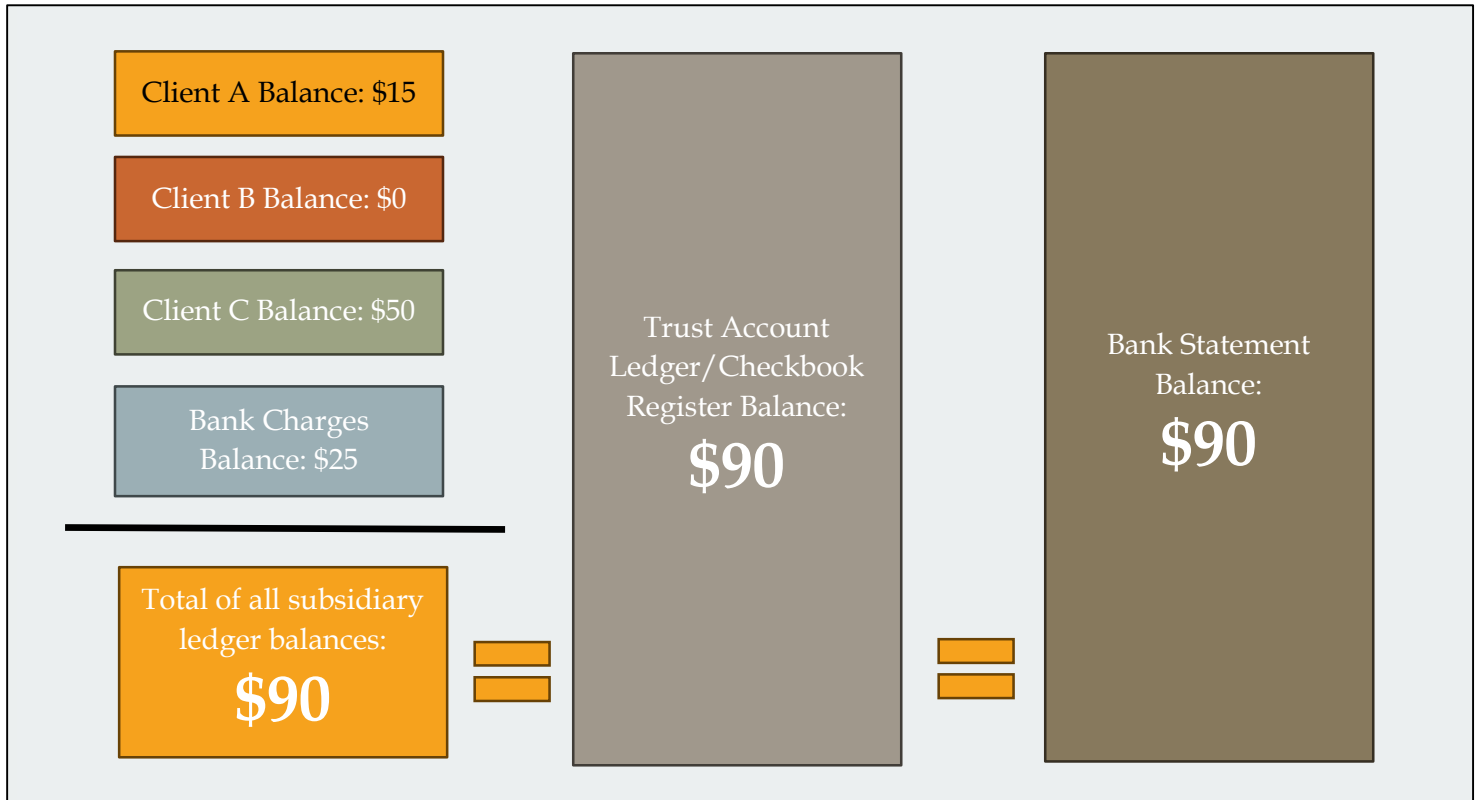 Client A Balance: $15
Client B Balance: $0
Client C Balance: $50
Bank Charges
Balance: $25
Total of all subsidiary
ledger balances:
$90
Trust Account
Ledger/Checkbook
Register Balance:
$90
Bank Statement
Balance:
$90